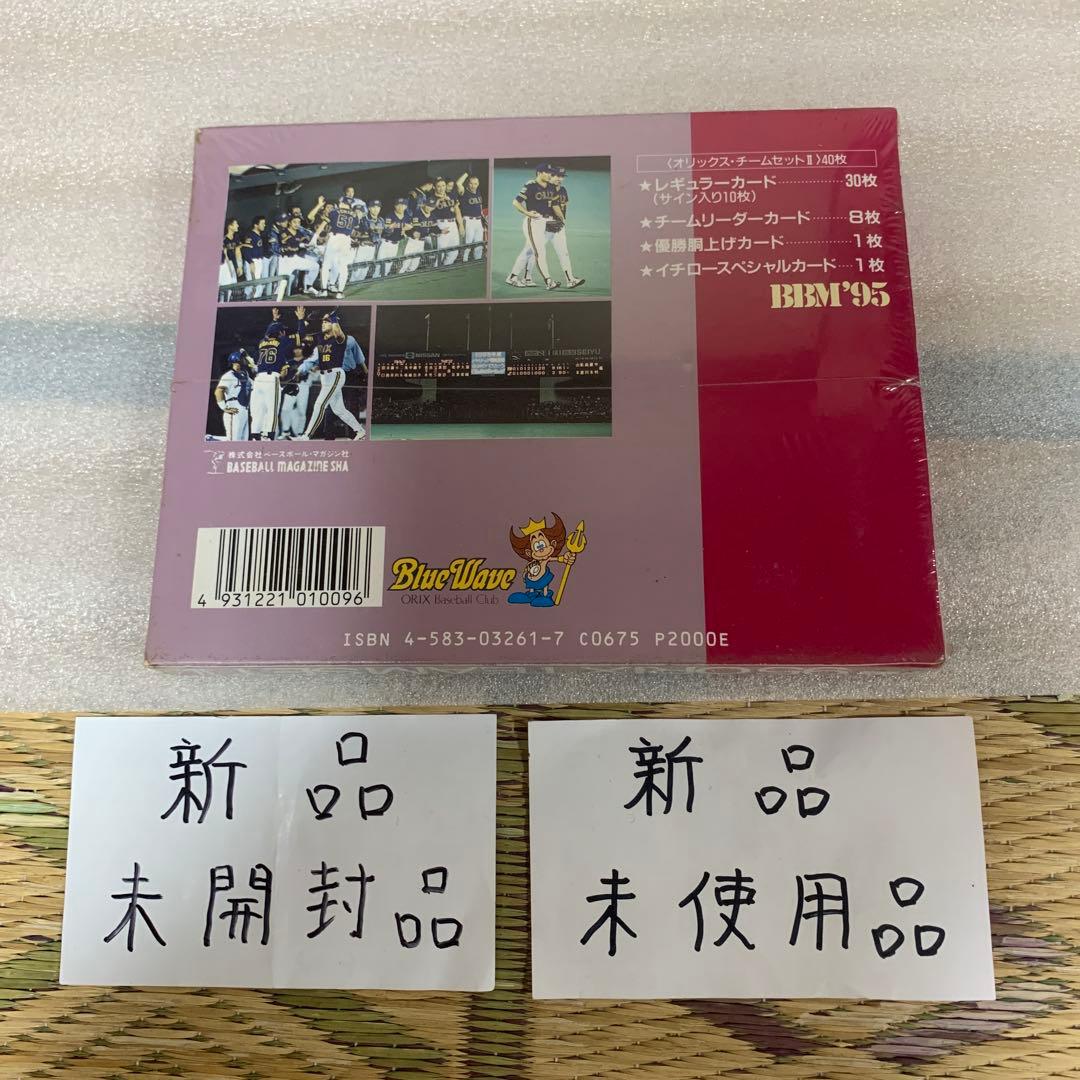 〈オリックス・チームセットⅡ〉40枚
★レギュラーカード……………30枚
(サイン入り10枚)
★チームリーダーカード………8枚
★優勝胴上げカード……………1枚
★イチロースペシャルカード…1枚
BBM'95
51
76
16
NISSAN
SEIYU
株式会社ベースボール・マガジン社
BASEBALL MAGAZINE SHA
4 931221 010096
Blue Wave
ORIX Baseball Club
ISBN 4-583-03261-7 C0675 P2000E
新品
未開封品
新品
未使用品